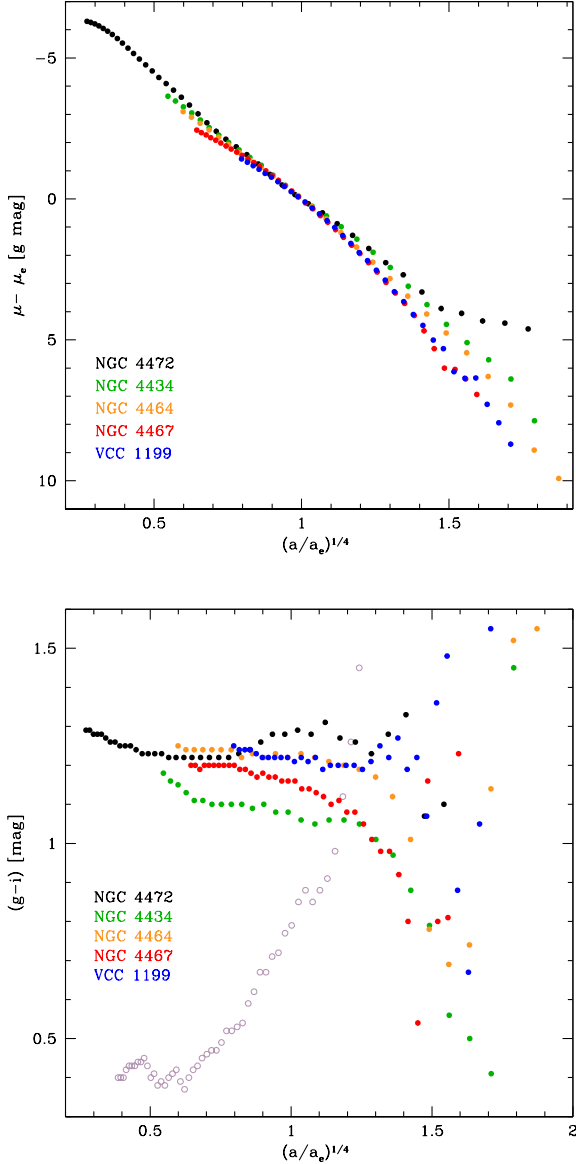 −5
0
5
10
μ− μe [g mag]
NGC 4472
NGC 4434
NGC 4464
NGC 4467
VCC 1199
0.5
1
1.5
(a/ae)1/4
1.5
1
0.5
(g-i) [mag]
NGC 4472
NGC 4434
NGC 4464
NGC 4467
VCC 1199
0.5
1
1.5
2
(a/ae)1/4